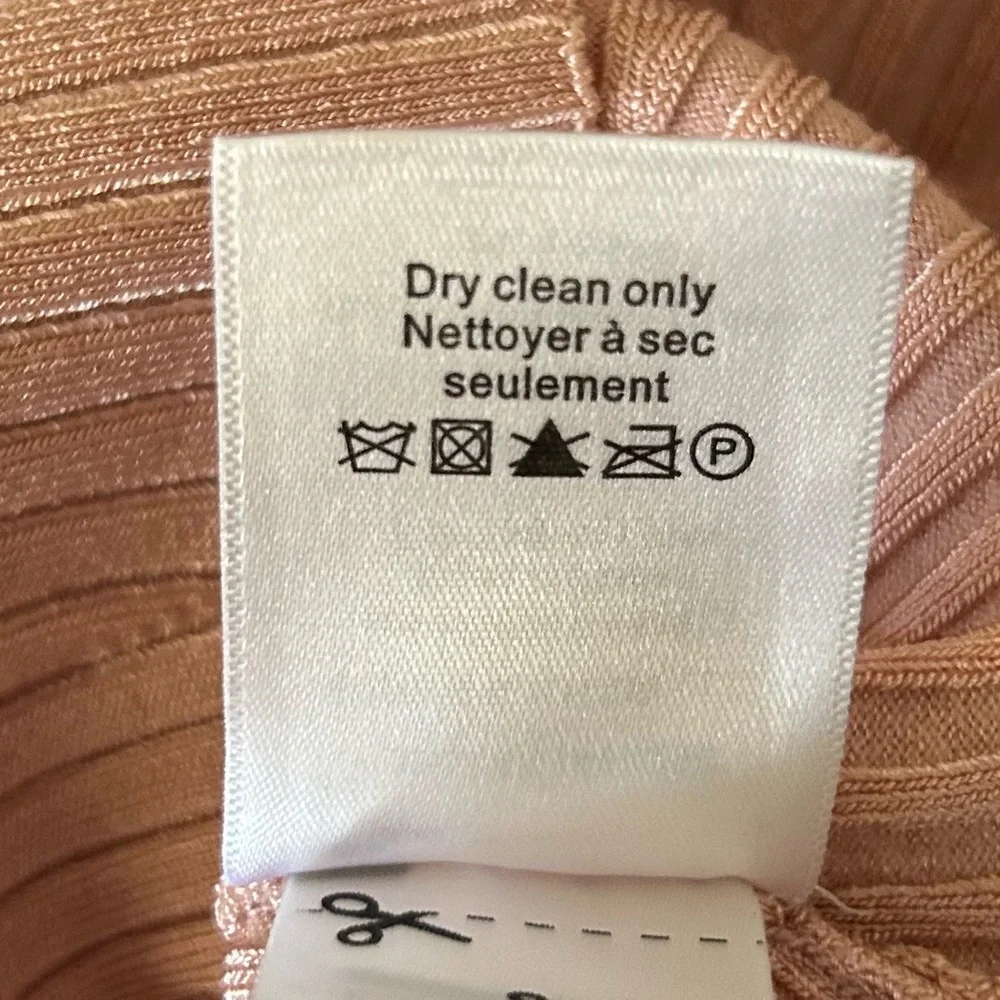 Dry clean only
Nettoyer à sec
seulement
P